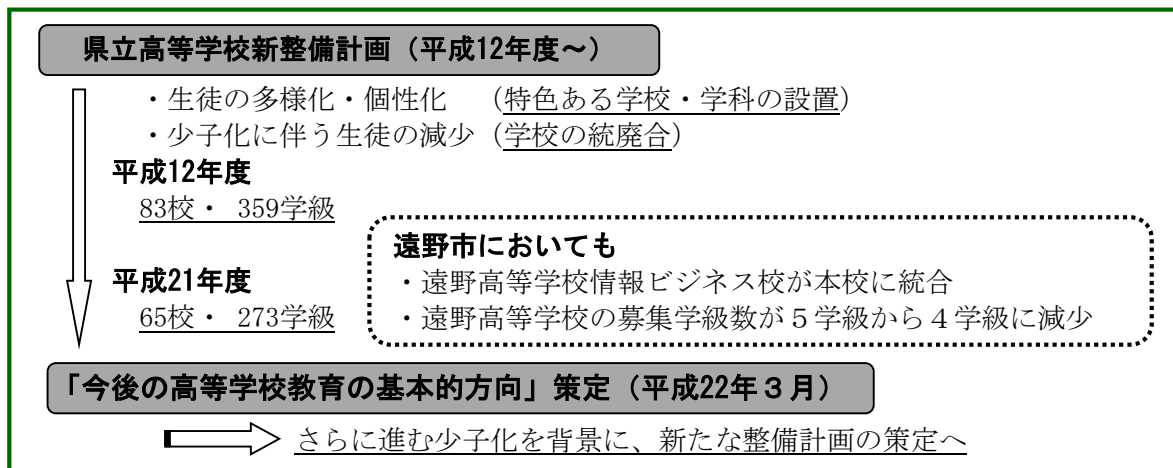 県立高等学校新整備計画（平成12年度～）
・生徒の多様化・個性化　（特色ある学校・学科の設置）
・少子化に伴う生徒の減少（学校の統廃合）
平成12年度
83校・ 359学級
遠野市においても
・遠野高等学校情報ビジネス校が本校に統合
・遠野高等学校の募集学級数が５学級から４学級に減少
平成21年度
65校・ 273学級
「今後の高等学校教育の基本的方向」策定（平成22年３月）
さらに進む少子化を背景に、新たな整備計画の策定へ